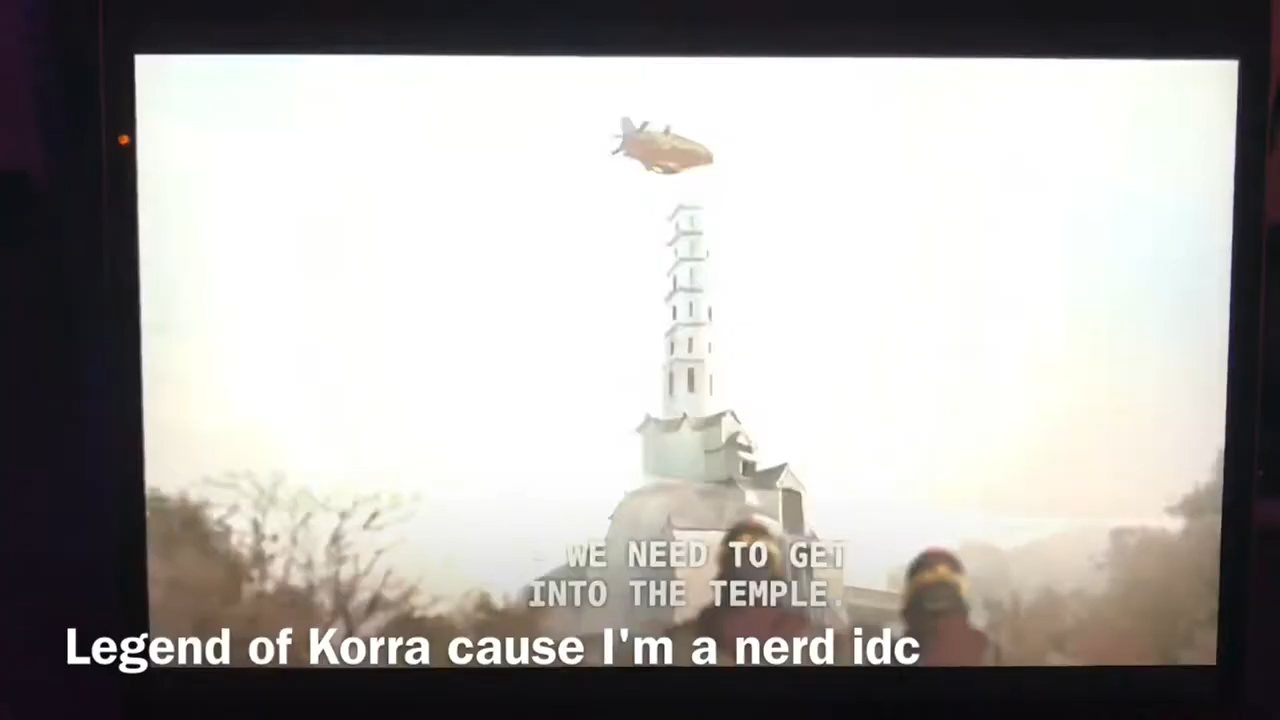 - WE NEED TO GET
INTO THE TEMPLE.
Legend of Korra cause I'm a nerd idc